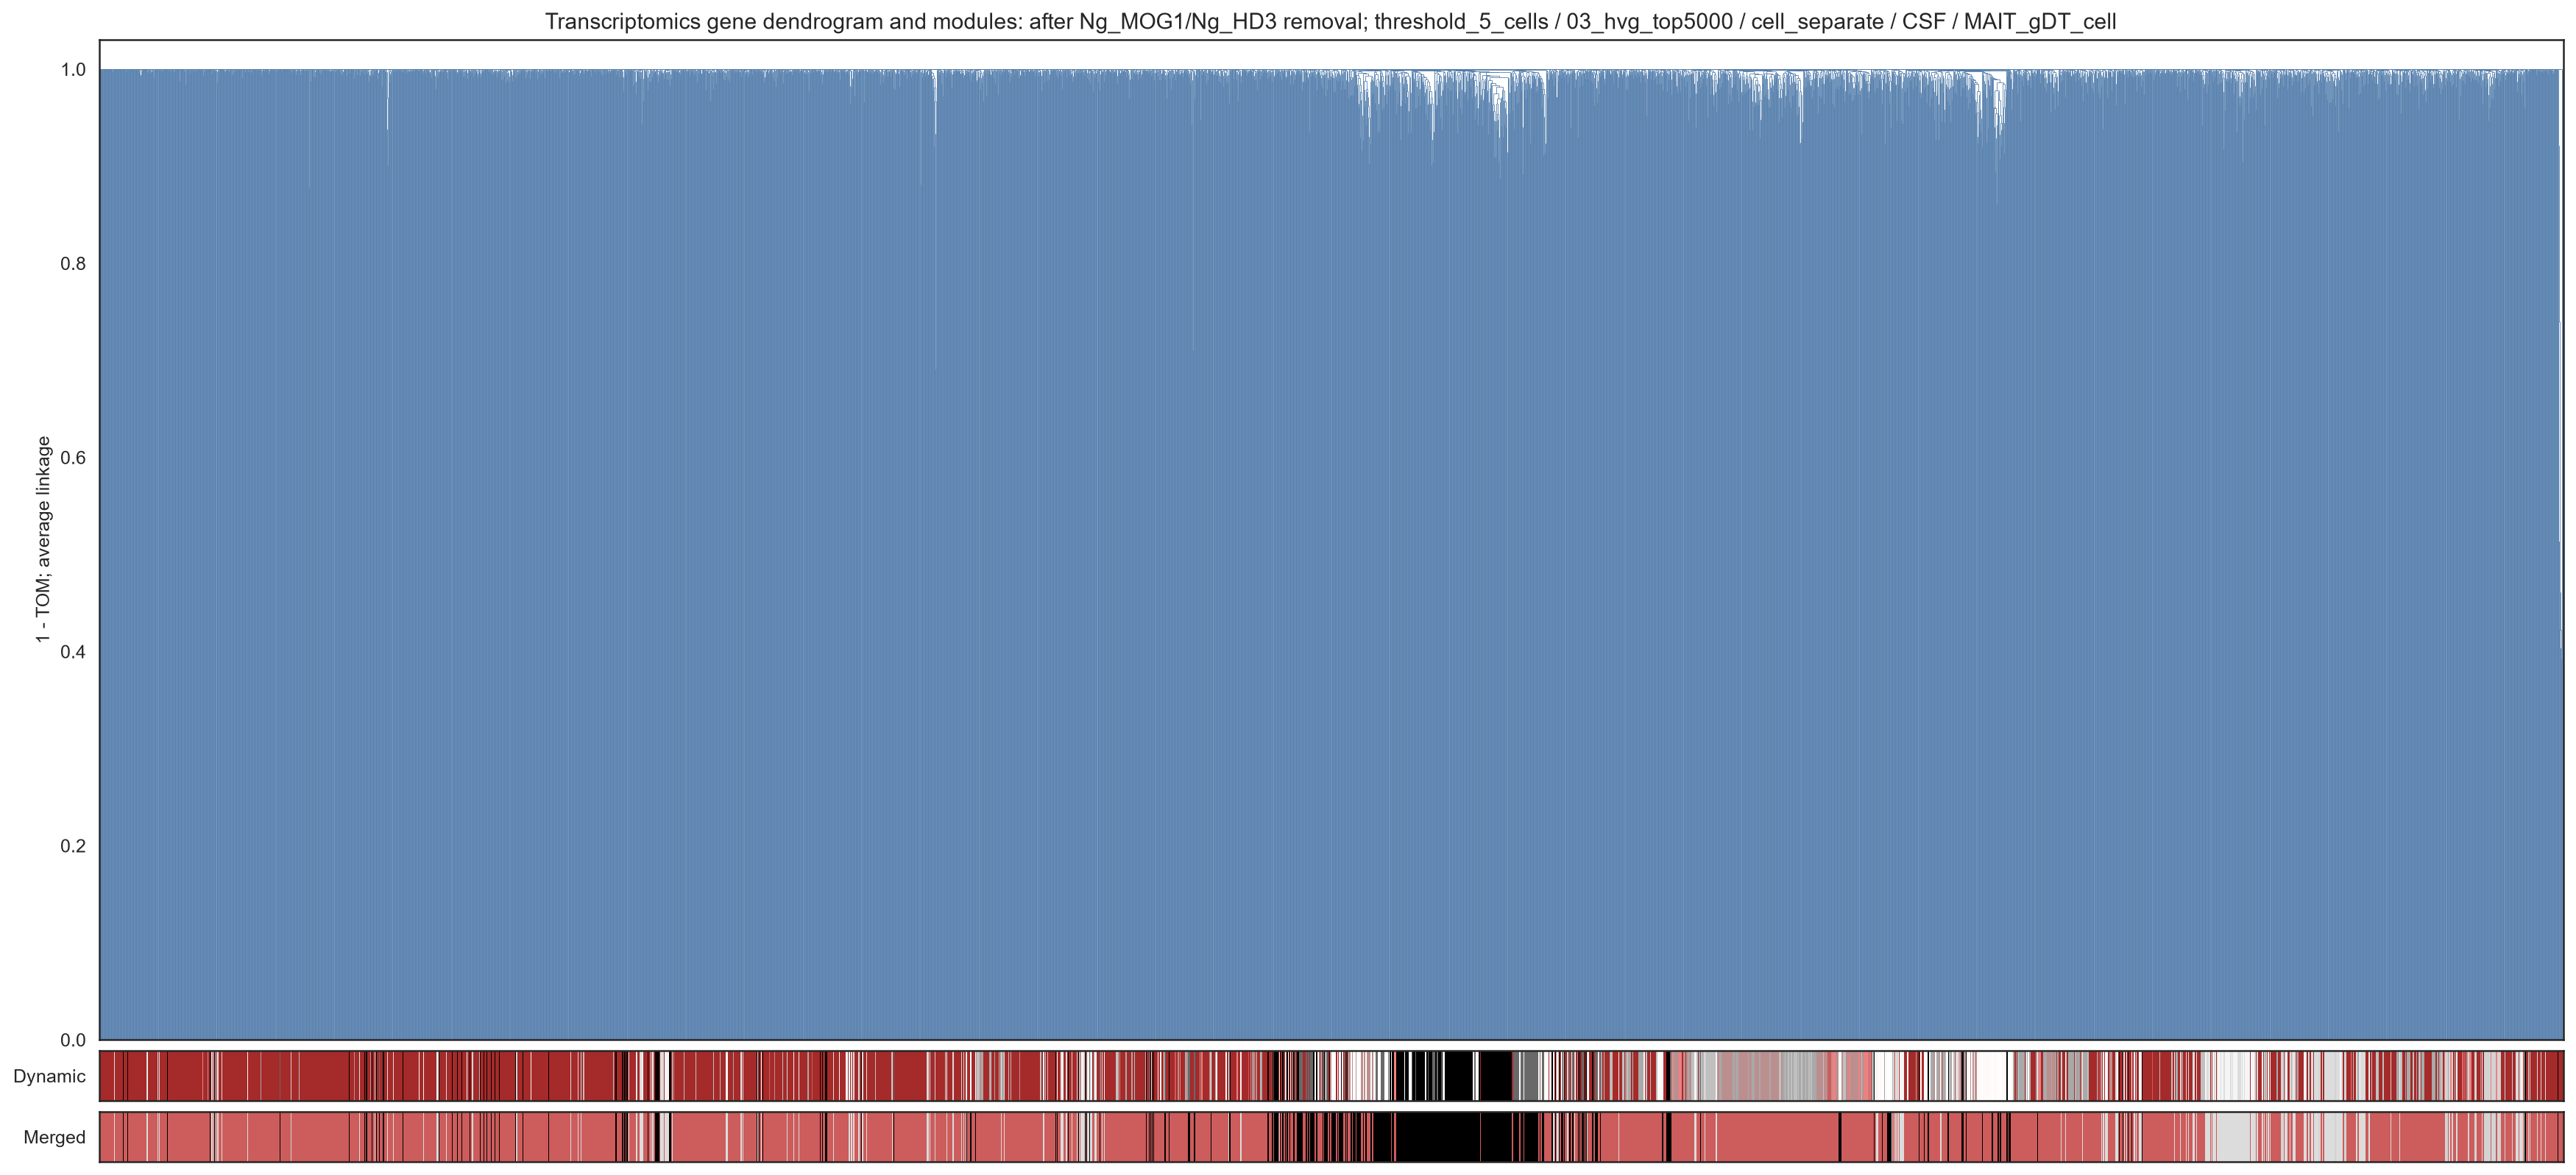 Transcriptomics gene dendrogram and modules: after Ng_MOG1/Ng_HD3 removal; threshold_5_cells / 03_hvg_top5000 / cell_separate / CSF / MAIT_gDT_cell
1.0
0.8
0.6
0.4
0.2
0.0
1 - TOM; average linkage
Dynamic
Merged